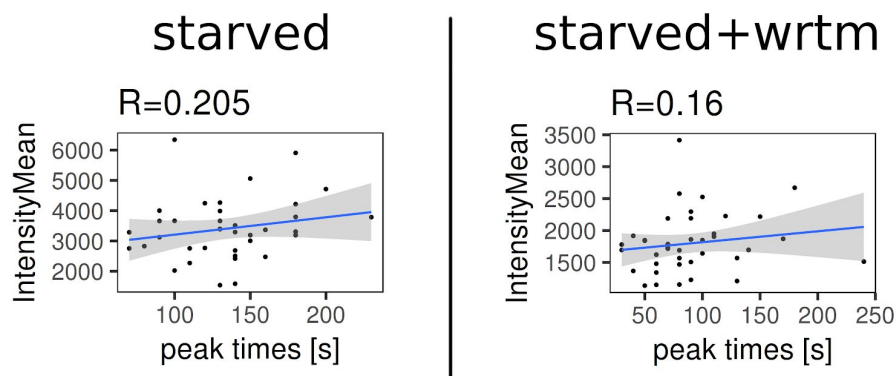 starved
R=0.205
IntensityMean
6000
5000
4000
3000
2000
100
150
200
peak times [s]
starved+wrtm
R=0.16
IntensityMean
3500
3000
2500
2000
1500
50
100
150
200
250
peak times [s]